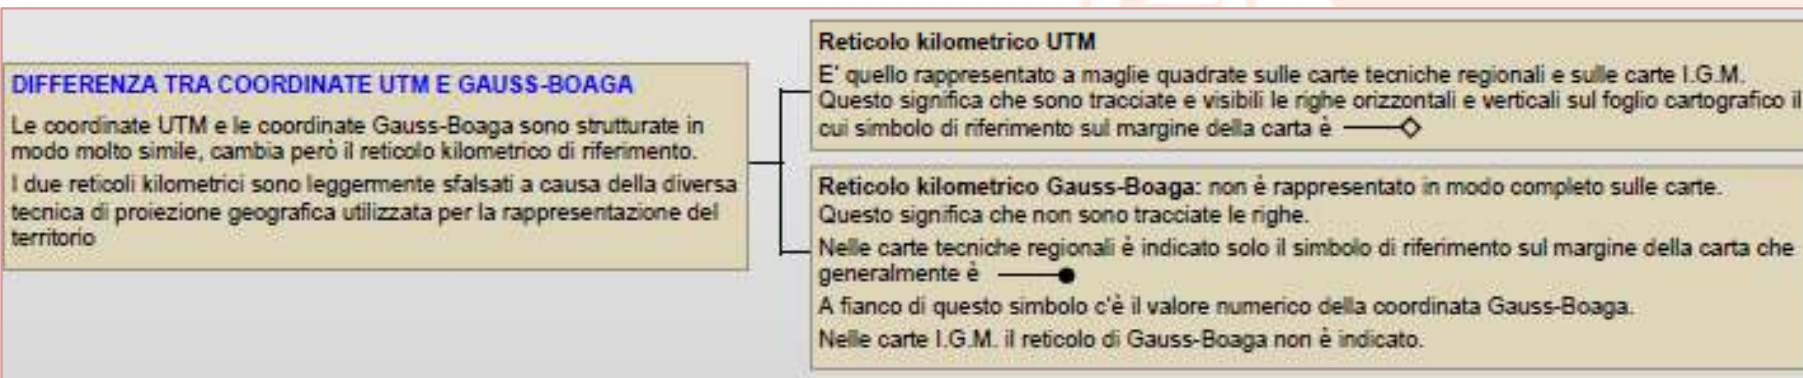 DIFFERENZA TRA COORDINATE UTM E GAUSS-BOAGA
Le coordinate UTM e le coordinate Gauss-Boaga sono strutturate in
modo molto simile, cambia però il reticolo kilometrico di riferimento.
I due reticoli kilometrici sono leggermente sfalsati a causa della diversa
tecnica di proiezione geografica utilizzata per la rappresentazione del
territorio
Reticolo kilometrico UTM
E' quello rappresentato a maglie quadrate sulle carte tecniche regionali e sulle carte I.G.M.
Questo significa che sono tracciate e visibili le righe orizzontali e verticali sul foglio cartografico il
cui simbolo di riferimento sul margine della carta è
Reticolo kilometrico Gauss-Boaga: non è rappresentato in modo completo sulle carte.
Questo significa che non sono tracciate le righe.
Nelle carte tecniche regionali è indicato solo il simbolo di riferimento sul margine della carta che
generalmente è
A fianco di questo simbolo c'è il valore numerico della coordinata Gauss-Boaga.
Nelle carte I.G.M. il reticolo di Gauss-Boaga non è indicato.